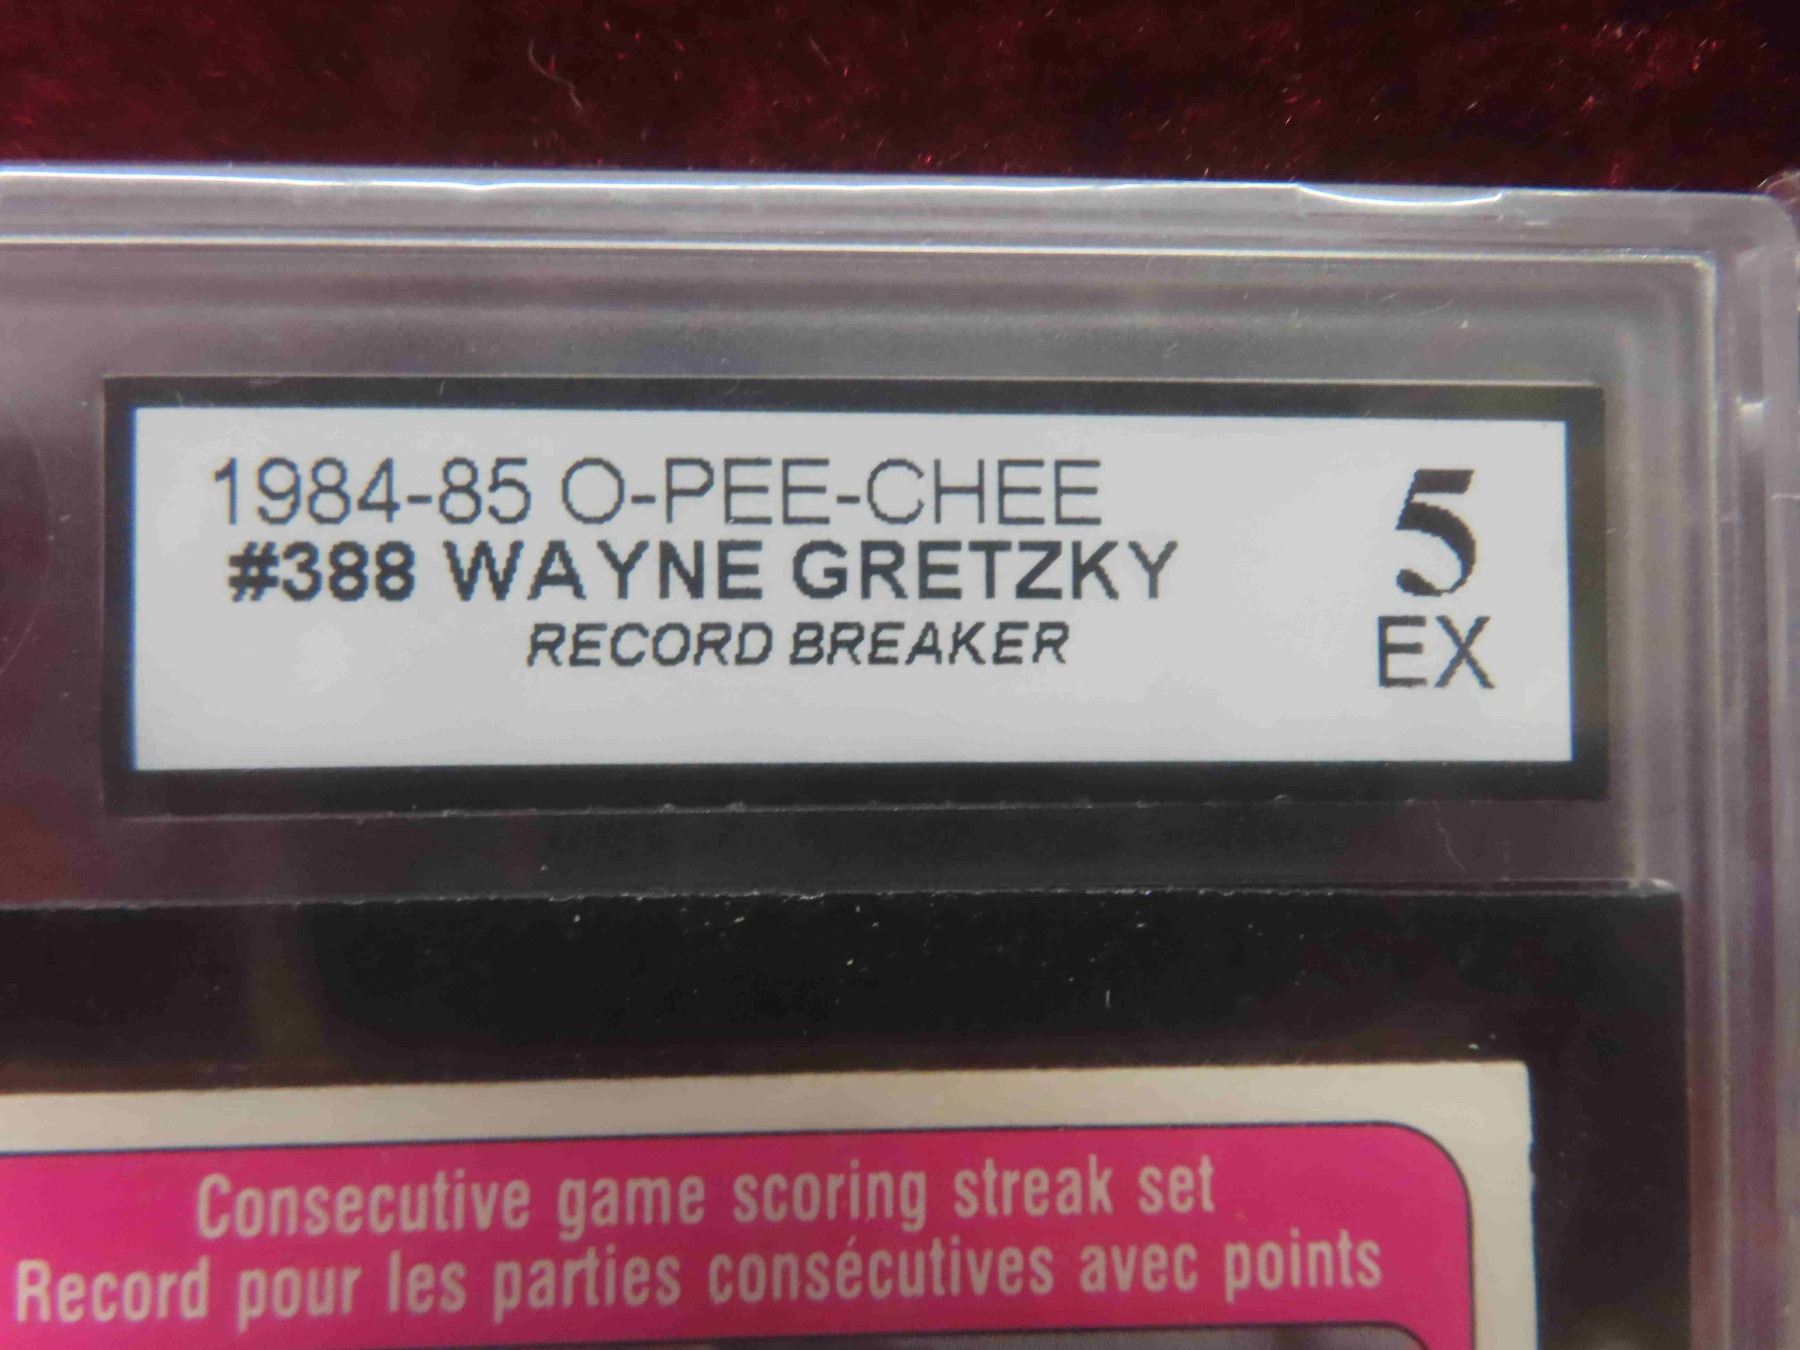 1984-85 O-PEE-CHEE
#388 WAYNE GRETZKY
RECORD BREAKER
5
EX
Consecutive game scoring streak set
Record pour les parties consécutives avec points